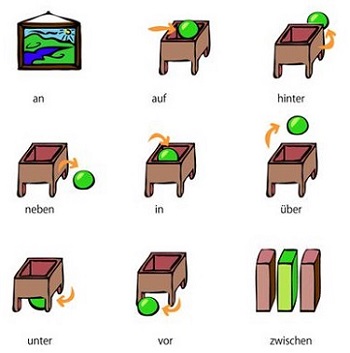 an auf hinter
neben in über
unter vor zwischen